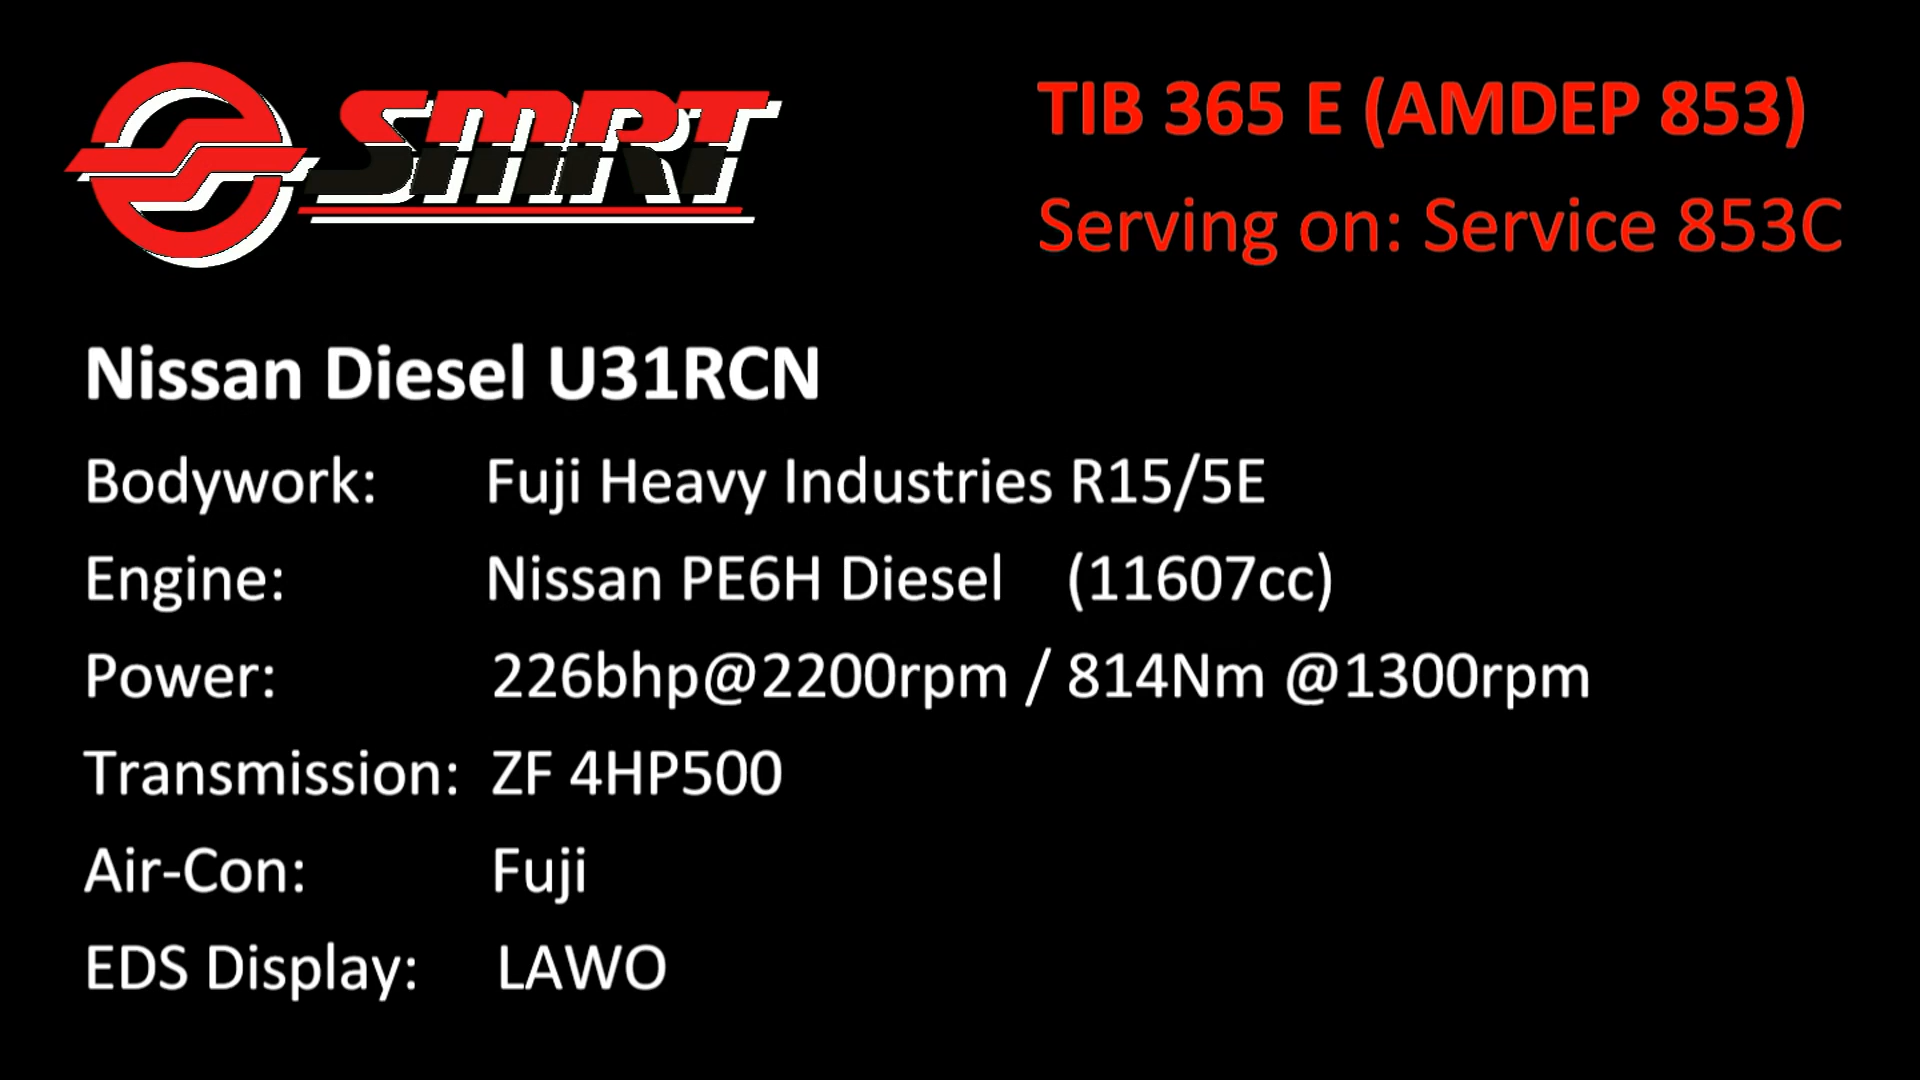 SMRT
TIB 365 E (AMDEP 853)
Serving on: Service 853C
Nissan Diesel U31RCN
Bodywork: Fuji Heavy Industries R15/5E
Engine: Nissan PE6H Diesel (11607cc)
Power: 226bhp@2200rpm / 814Nm @1300rpm
Transmission: ZF 4HP500
Air-Con: Fuji
EDS Display: LAWO